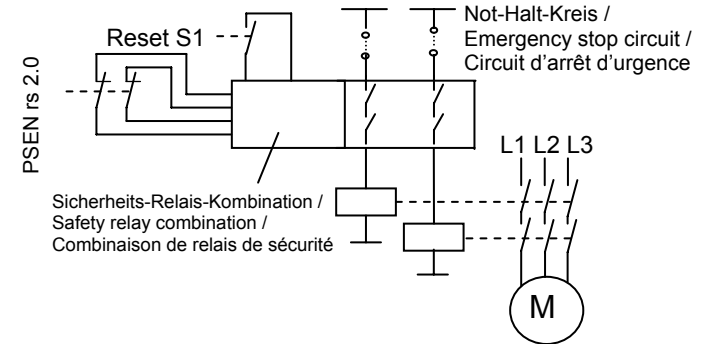 Not-Halt-Kreis /
Emergency stop circuit /
Circuit d'arrêt d'urgence
Reset S1
PSEN rs 2.0
L1 L2 L3
Sicherheits-Relais-Kombination /
Safety relay combination /
Combinaison de relais de sécurité
M